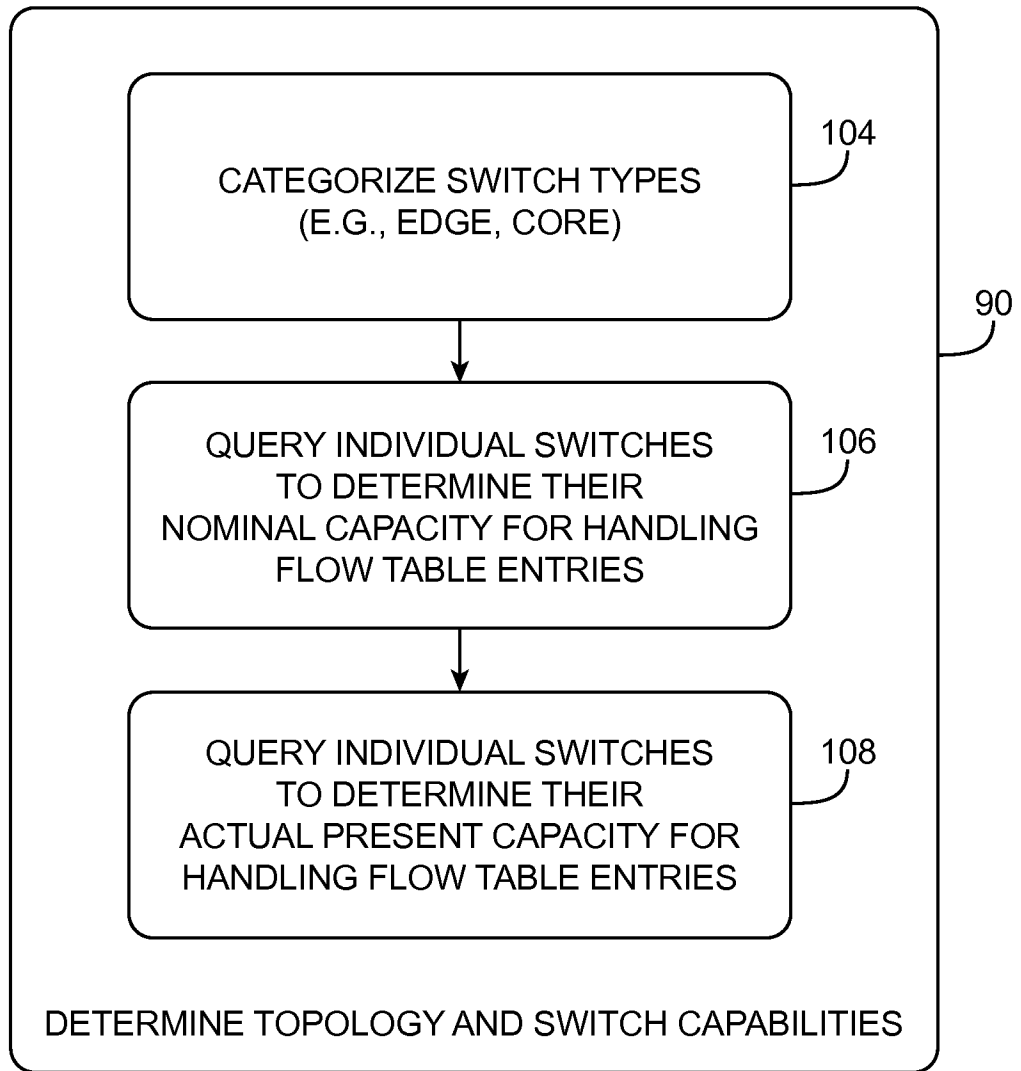 CATEGORIZE SWITCH TYPES
(E.G., EDGE, CORE)
104
90
QUERY INDIVIDUAL SWITCHES
TO DETERMINE THEIR
NOMINAL CAPACITY FOR HANDLING
FLOW TABLE ENTRIES
106
QUERY INDIVIDUAL SWITCHES
TO DETERMINE THEIR
ACTUAL PRESENT CAPACITY FOR
HANDLING FLOW TABLE ENTRIES
108
DETERMINE TOPOLOGY AND SWITCH CAPABILITIES